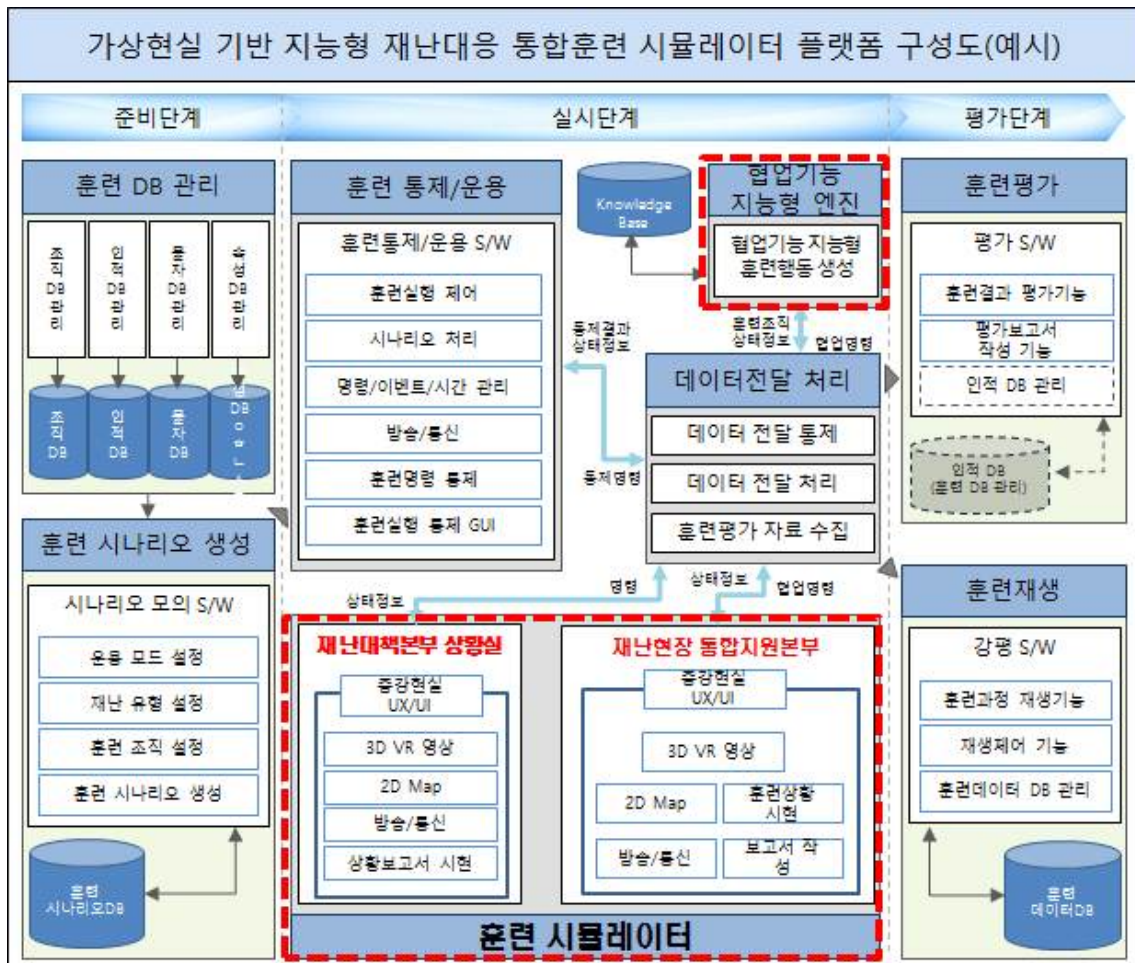 가상현실 기반 지능형 재난대응 통합훈련 시뮬레이터 플랫폼 구성도(예시)
준비단계
실시단계
평가단계
훈련 DB 관리
조직 DB 관리
인적 DB 관리
물자 DB 관리
속성 DB 관리
조직 DB
인적 DB
물자 DB
훈련 시나리오 생성
시나리오 모의 S/W
운용 모드 설정
재난 유형 설정
훈련 조직 설정
훈련 시나리오 생성
훈련
시나리오DB
훈련 통제/운용
훈련통제/운용 S/W
훈련실행 제어
시나리오 처리
명령/이벤트/시간 관리
방송/통신
훈련명령 통제
훈련실행 통제 GUI
Knowledge
Base
협업기능
지능형 엔진
협업기능 지능형
훈련행동 생성
통제결과
상태정보
훈련조직
상태정보
협업명령
통제명령
데이터전달 처리
데이터 전달 통제
데이터 전달 처리
훈련평가 자료 수집
상태정보
명령
상태정보
협업명령
재난대책본부 상황실
증강현실
UX/UI
3D VR 영상
2D Map
방송/통신
상황보고서 시현
재난현장 통합지원본부
증강현실
UX/UI
3D VR 영상
2D Map
훈련상황
시현
방송/통신
보고서 작
성
훈련 시뮬레이터
훈련평가
평가 S/W
훈련결과 평가기능
평가보고서
작성 기능
인적 DB 관리
인적 DB
(훈련 DB 관리)
훈련재생
강평 S/W
훈련과정 재생기능
재생제어 기능
훈련데이터 DB 관리
훈련
데이터DB